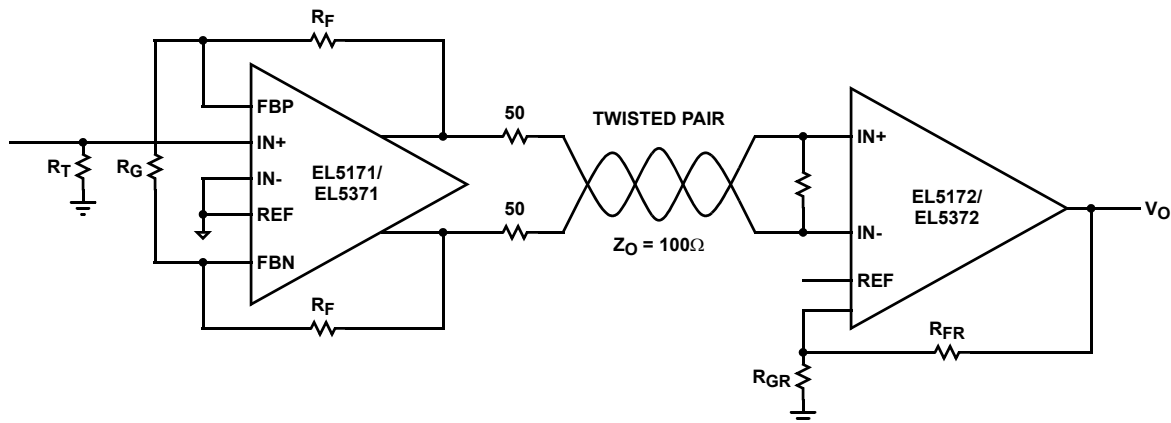 RF
50
TWISTED PAIR
FBP
IN+
IN+
RT
RG
EL5171/
EL5371
IN-
EL5172/
EL5372
VO
REF
50
IN-
FBN
ZO = 100Ω
REF
RF
RFR
RGR